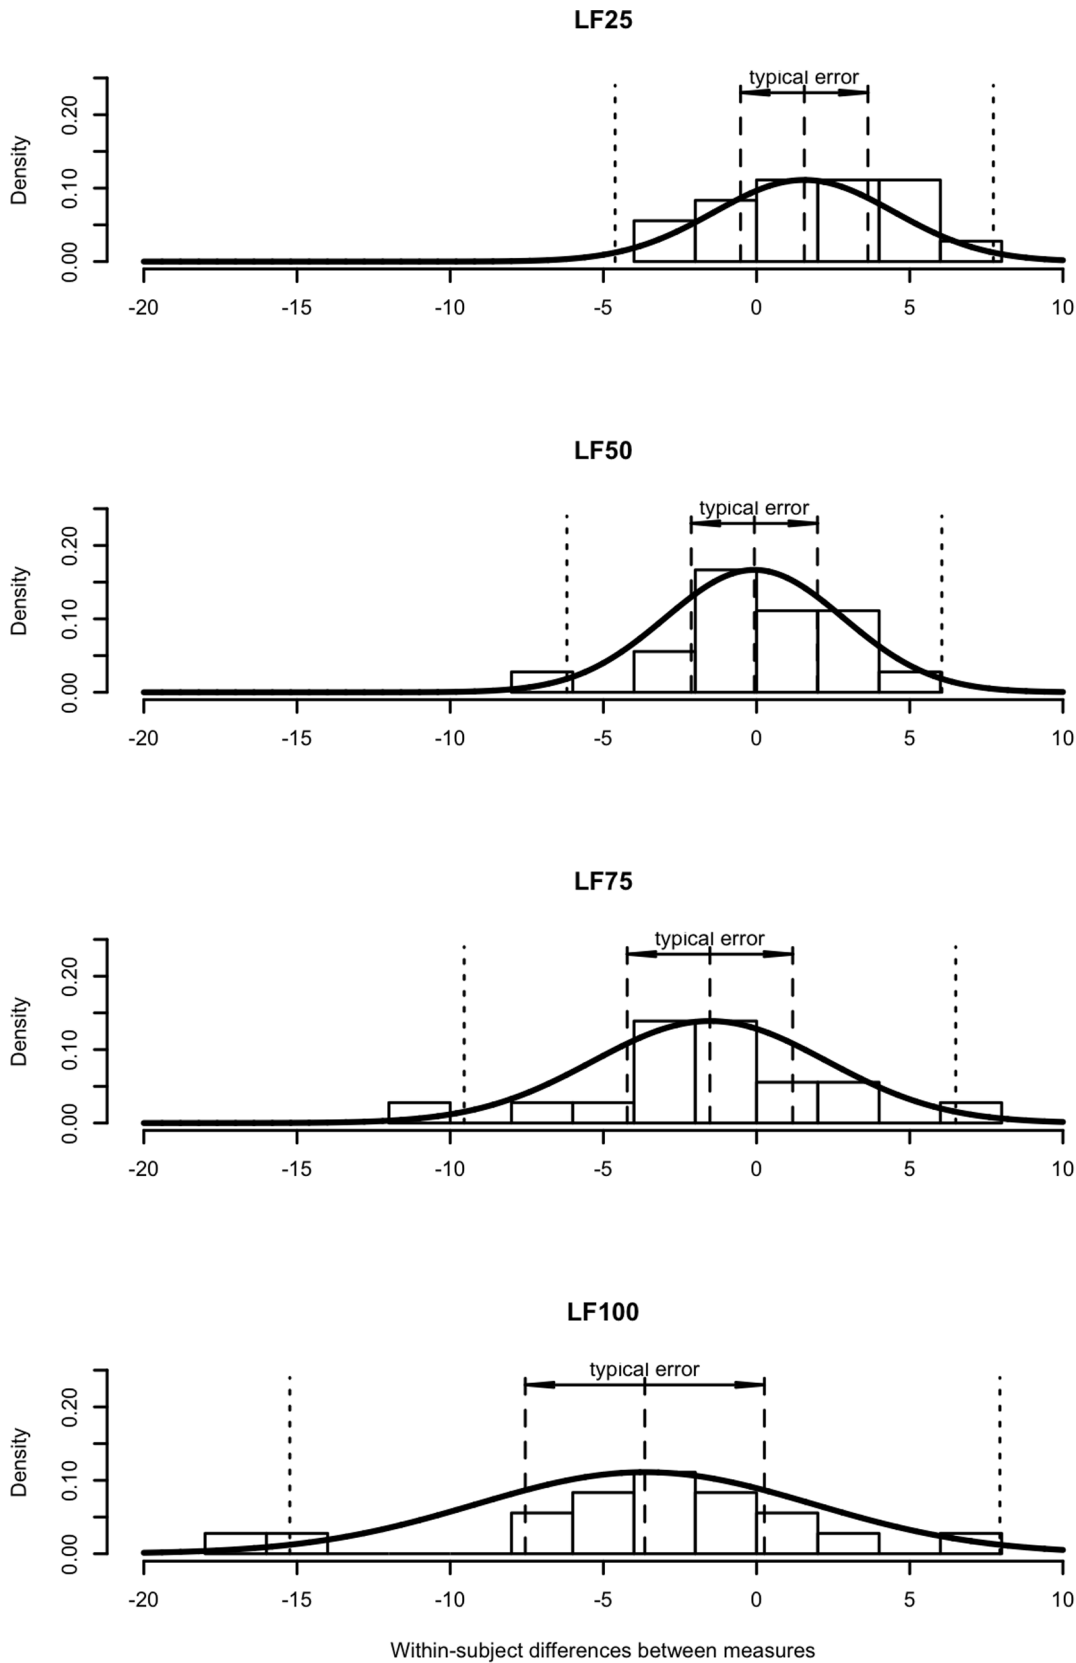 LF25
typical error
Density
0.00 0.10 0.20
-20 -15 -10 -5 0 5 10
LF50
typical error
Density
0.00 0.10 0.20
-20 -15 -10 -5 0 5 10
LF75
typical error
Density
0.00 0.10 0.20
-20 -15 -10 -5 0 5 10
LF100
typical error
Density
0.00 0.10 0.20
-20 -15 -10 -5 0 5 10
Within-subject differences between measures